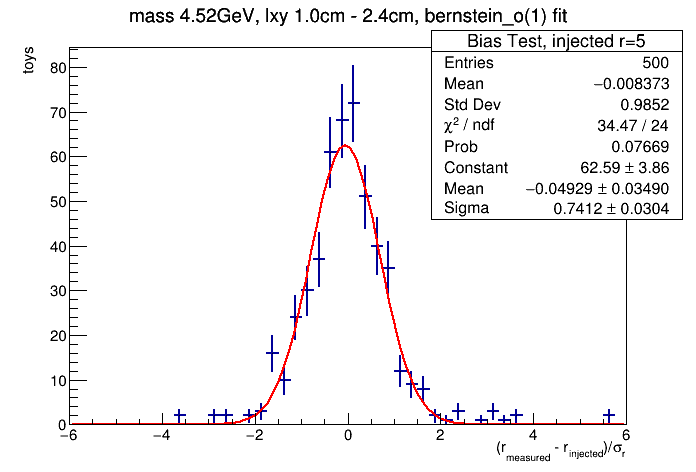 mass 4.52GeV, lxy 1.0cm - 2.4cm, bernstein_o(1) fit
toys
Bias Test, injected r=5
Entries 500
Mean −0.008373
Std Dev 0.9852
χ² / ndf 34.47 / 24
Prob 0.07669
Constant 62.59 ± 3.86
Mean −0.04929 ± 0.03490
Sigma 0.7412 ± 0.0304
80
70
60
50
40
30
20
10
0
−6 −4 −2 0 2 4 6
(r_measured - r_injected)/σ_r